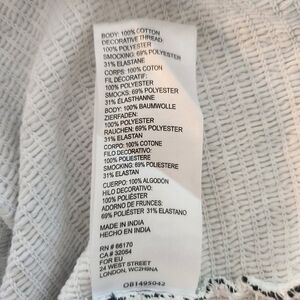 BODY: 100% COTTON
DECORATIVE THREAD:
100% POLYESTER
SMOCKING: 69% POLYESTER
31% ELASTANE
CORPS: 100% COTON
FIL DÉCORATIF:
100% POLYESTER
SMOCKS: 69% POLYESTER
31% ÉLASTHANNE
BODY: 100% BAUMWOLLE
ZIERFADEN:
100% POLYESTER
RAUCHEN: 69% POLYESTER
31% ELASTAN
CORPO: 100% COTONE
FILO DECORATIVO:
100% POLIESTERE
SMOCKING: 69% POLIESTERE
31% ELASTAN
CUERPO: 100% ALGODÓN
HILO DECORATIVO:
100% POLIÉSTER
ADORNO DE FRUNCES:
69% POLIÉSTER 31% ELASTANO
MADE IN INDIA
HECHO EN INDIA
RN # 66170
CA # 32054
FOR EU
24 WEST STREET
LONDON, WC2H9NA
OB1495042